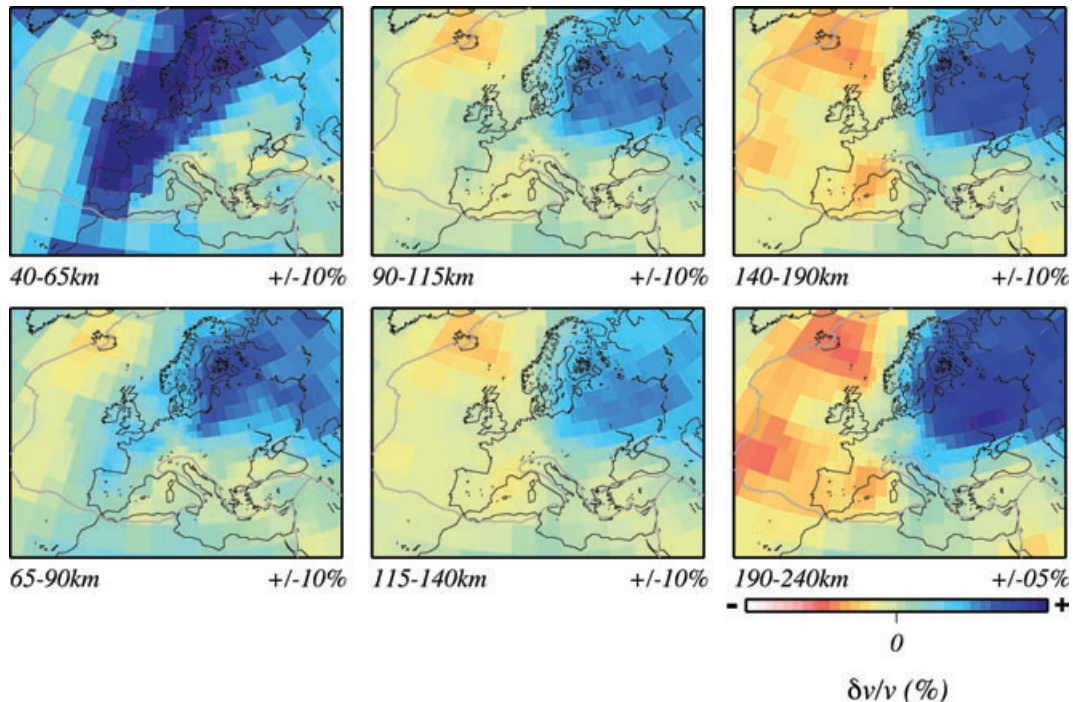 40-65km +/-10%
90-115km +/-10%
140-190km +/-10%
65-90km +/-10%
115-140km +/-10%
190-240km +/-05%
- +
0
δv/v (%)